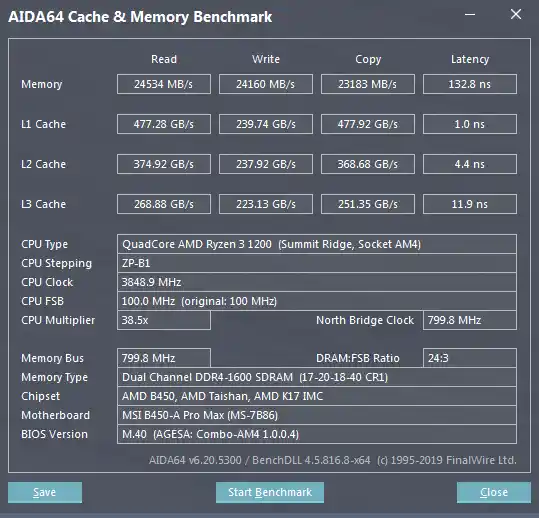 AIDA64 Cache & Memory Benchmark
Read Write Copy Latency
Memory 24534 MB/s 24160 MB/s 23183 MB/s 132.8 ns
L1 Cache 477.28 GB/s 239.74 GB/s 477.92 GB/s 1.0 ns
L2 Cache 374.92 GB/s 237.92 GB/s 368.68 GB/s 4.4 ns
L3 Cache 268.88 GB/s 223.13 GB/s 251.35 GB/s 11.9 ns
CPU Type QuadCore AMD Ryzen 3 1200 (Summit Ridge, Socket AM4)
CPU Stepping ZP-B1
CPU Clock 3848.9 MHz
CPU FSB 100.0 MHz (original: 100 MHz)
CPU Multiplier 38.5x North Bridge Clock 799.8 MHz
Memory Bus 799.8 MHz DRAM:FSB Ratio 24:3
Memory Type Dual Channel DDR4-1600 SDRAM (17-20-18-40 CR1)
Chipset AMD B450, AMD Taishan, AMD K17 IMC
Motherboard MSI B450-A Pro Max (MS-7B86)
BIOS Version M.40 (AGESA: Combo-AM4 1.0.0.4)
AIDA64 v6.20.5300 / BenchDLL 4.5.816.8-x64 (c) 1995-2019 FinalWire Ltd.
Save Start Benchmark Close